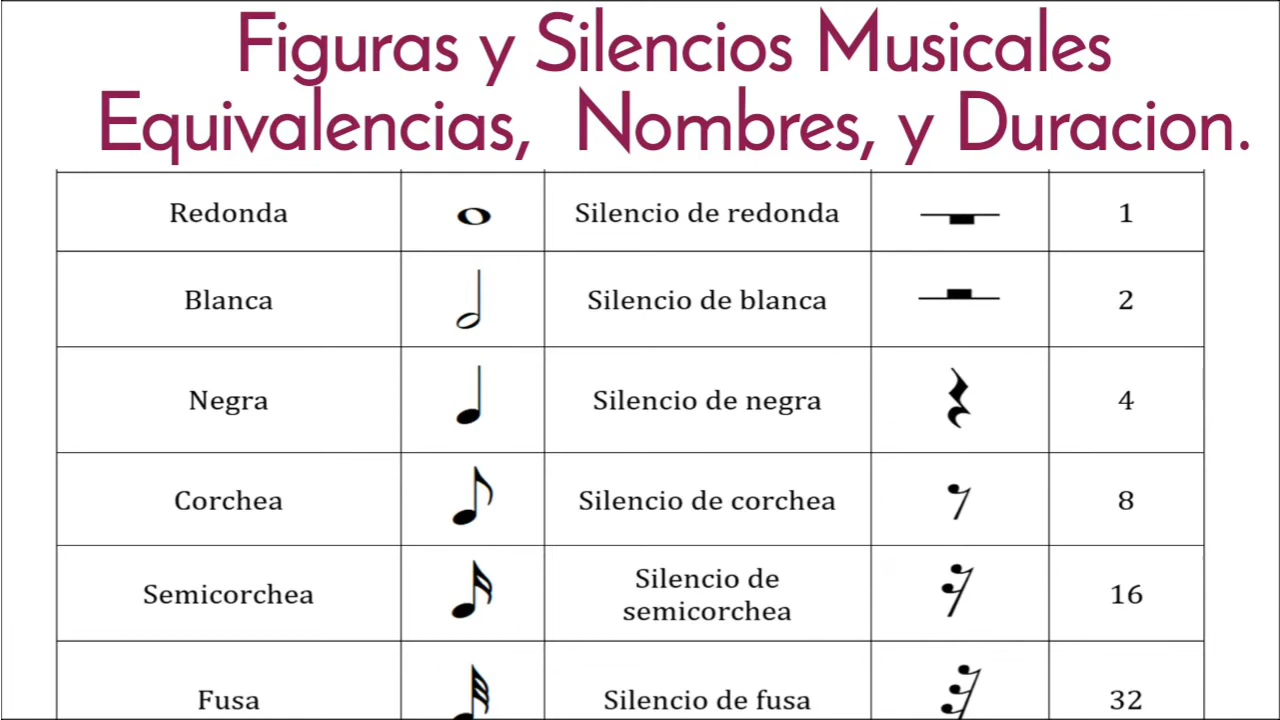 Figuras y Silencios Musicales
Equivalencias, Nombres, y Duracion.
Redonda Silencio de redonda 1
Blanca Silencio de blanca 2
Negra Silencio de negra 4
Corchea Silencio de corchea 8
Semicorchea Silencio de semicorchea 16
Fusa Silencio de fusa 32